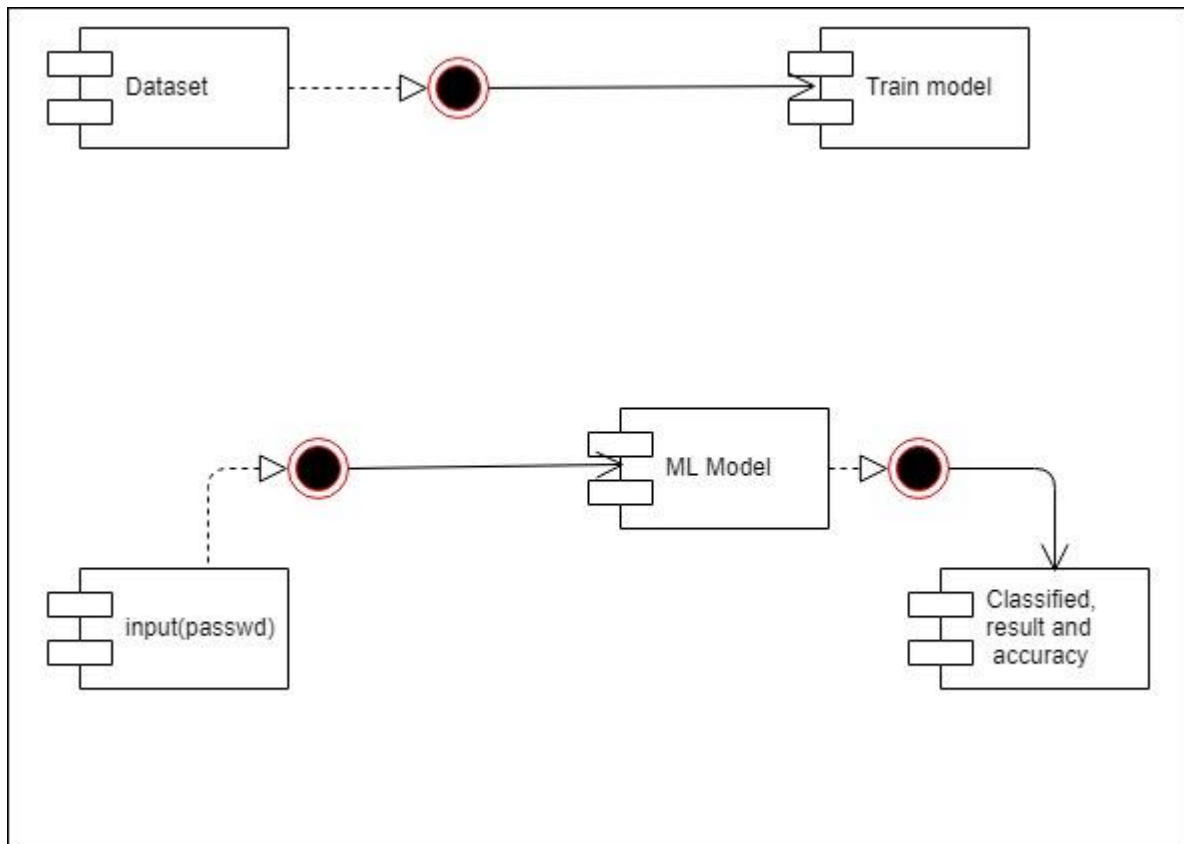 Dataset
Train model
ML Model
input(passwd)
Classified,
result and
accuracy